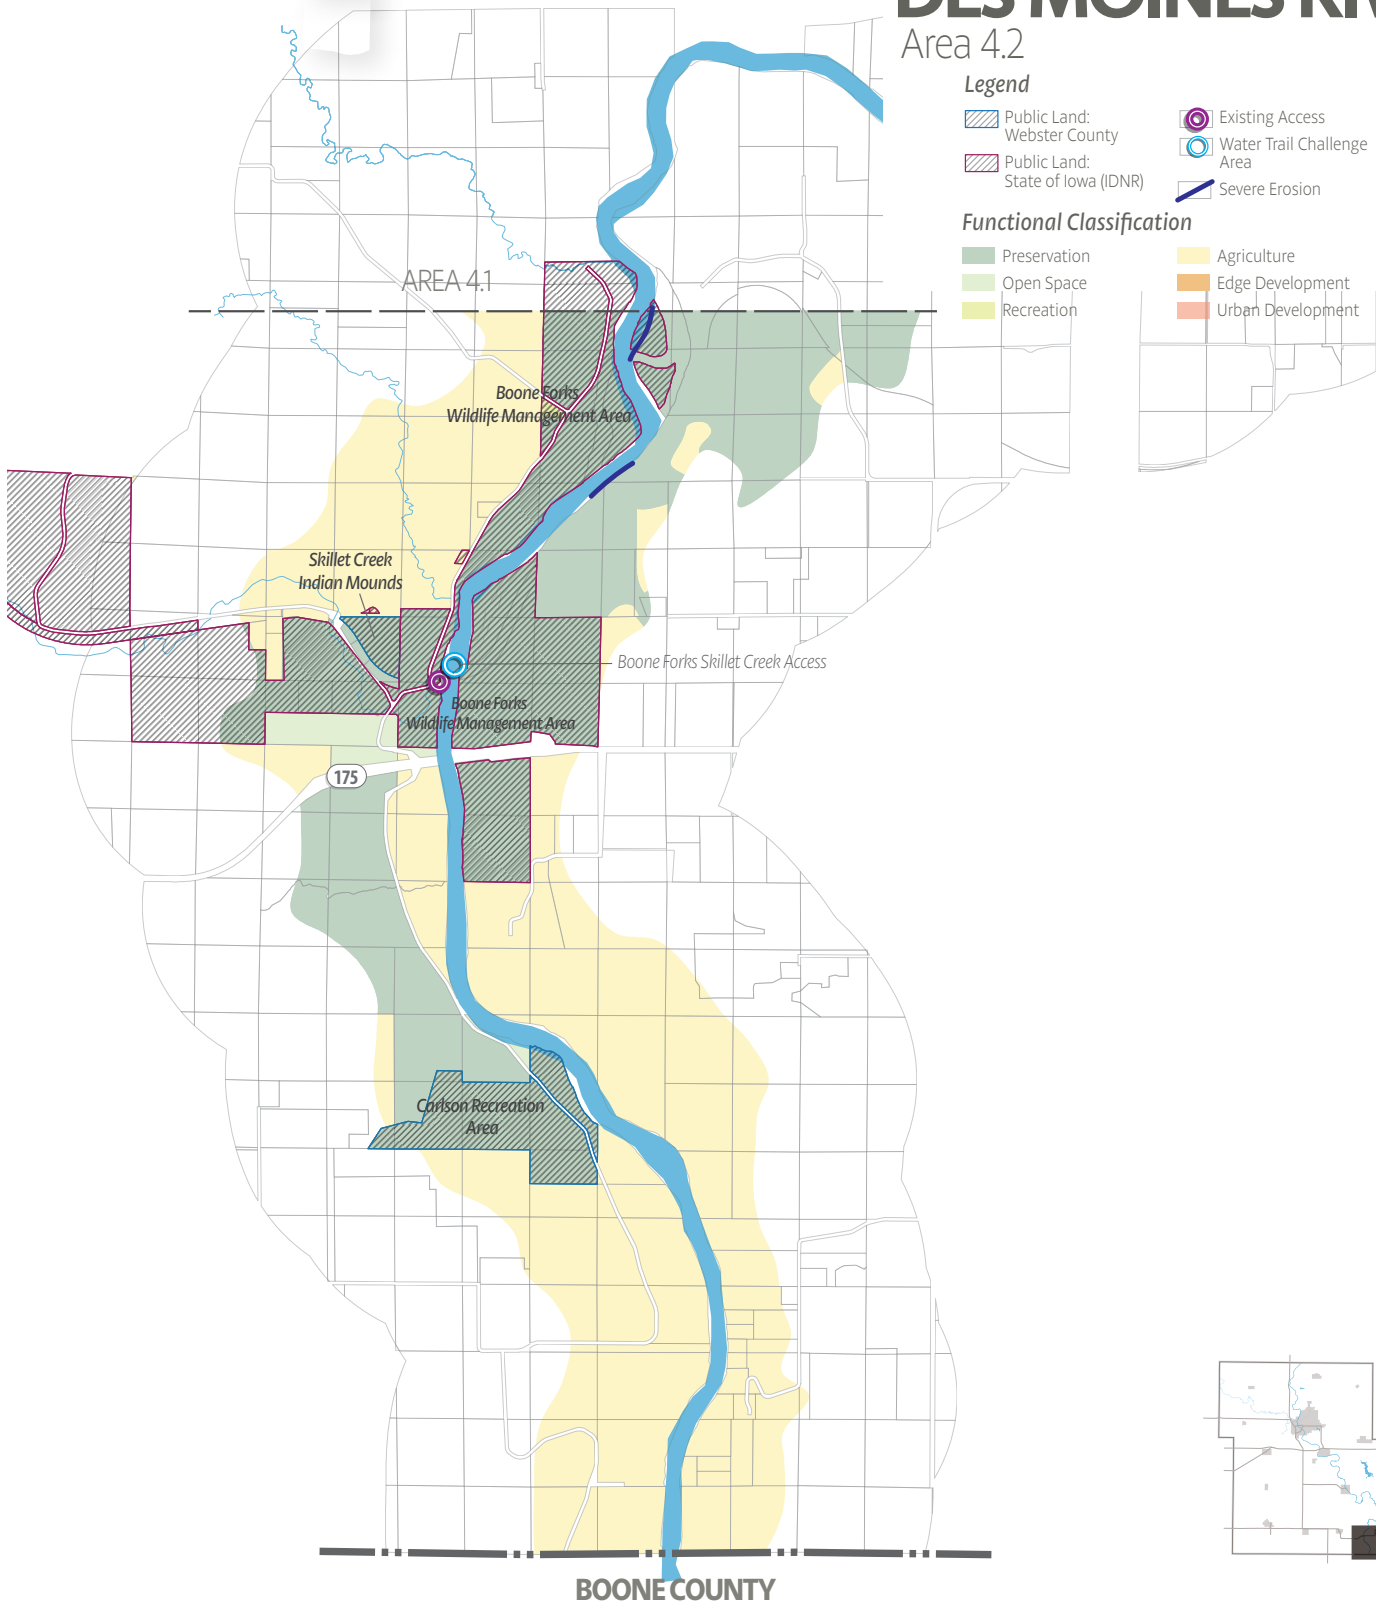 DES MOINES RIV
Area 4.2
Legend
Public Land:
Webster County
Public Land:
State of Iowa (IDNR)
Existing Access
Water Trail Challenge
Area
Severe Erosion
Functional Classification
Preservation
Open Space
Recreation
Agriculture
Edge Development
Urban Development
AREA 4.1
Boone Forks
Wildlife Management Area
Skillet Creek
Indian Mounds
Boone Forks Skillet Creek Access
Boone Forks
Wildlife Management Area
175
Carlson Recreation
Area
BOONE COUNTY